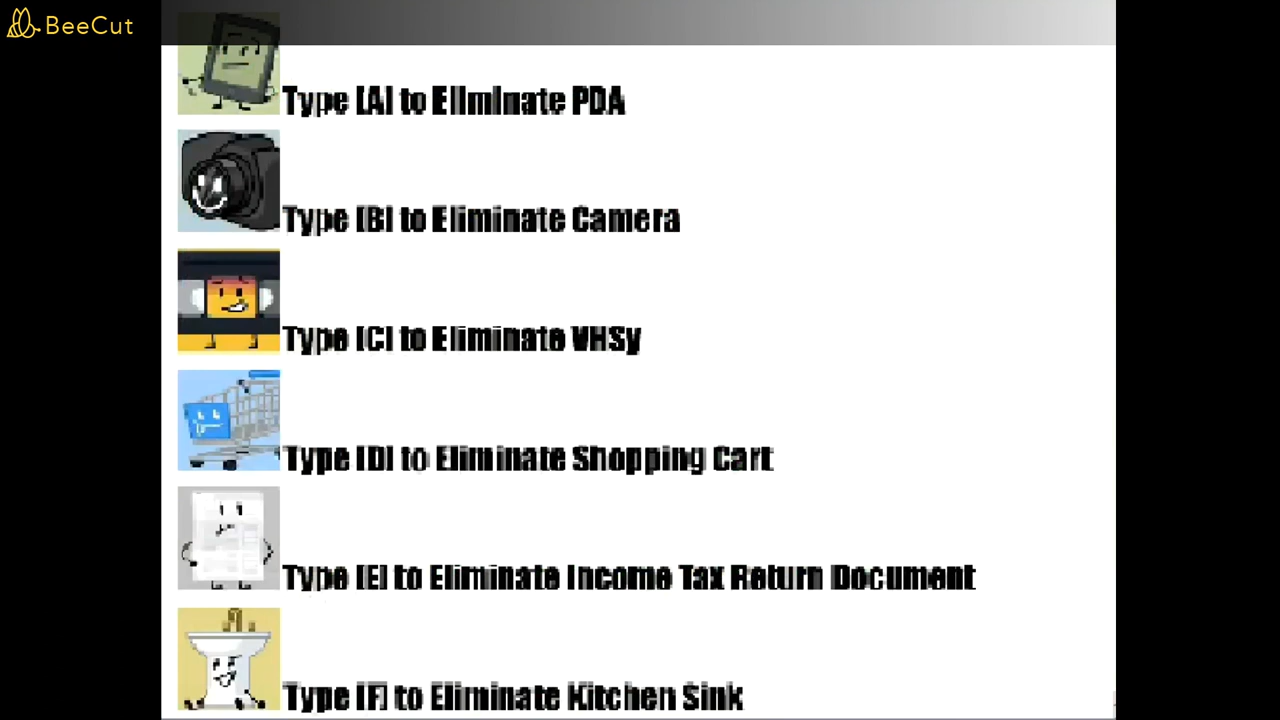 BeeCut
Type [A] to Eliminate PDA
Type [B] to Eliminate Camera
Type [C] to Eliminate VHSy
Type [D] to Eliminate Shopping Cart
Type [E] to Eliminate Income Tax Return Document
Type [F] to Eliminate Kitchen Sink